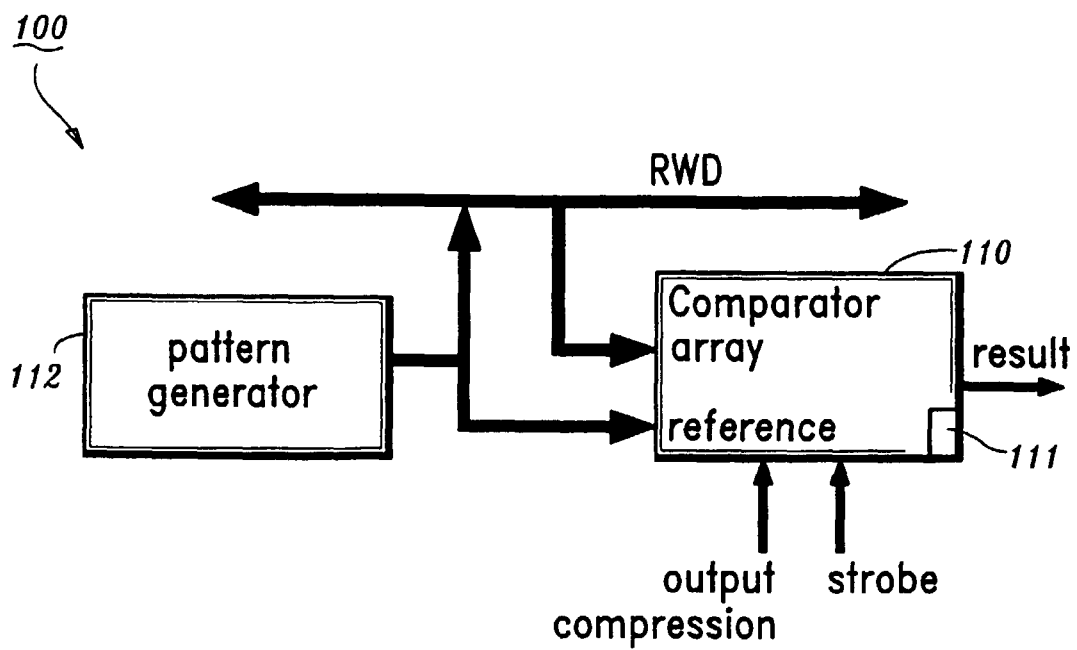 100
RWD
110
Comparator
array
result
pattern
generator
112
reference
111
output
compression
strobe